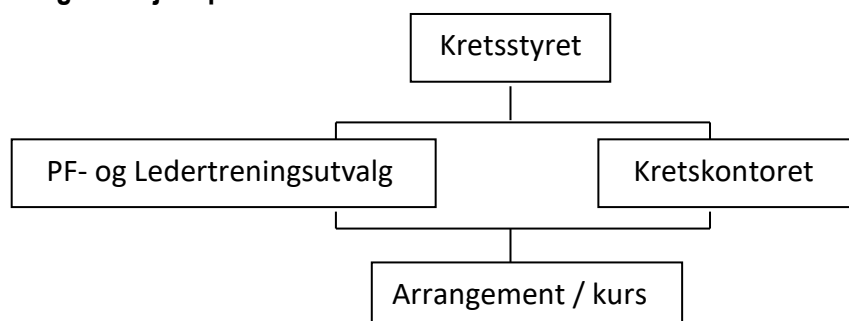 Kretsstyret
PF- og Ledertreningsutvalg
Kretskontoret
Arrangement / kurs